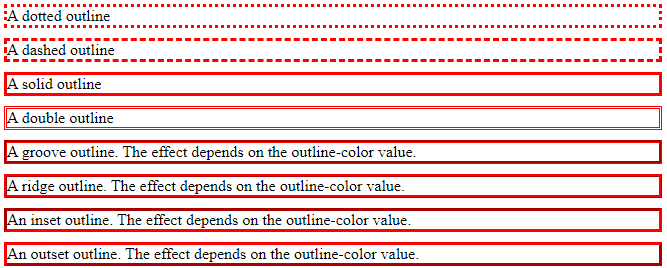 A dotted outline
A dashed outline
A solid outline
A double outline
A groove outline. The effect depends on the outline-color value.
A ridge outline. The effect depends on the outline-color value.
An inset outline. The effect depends on the outline-color value.
An outset outline. The effect depends on the outline-color value.